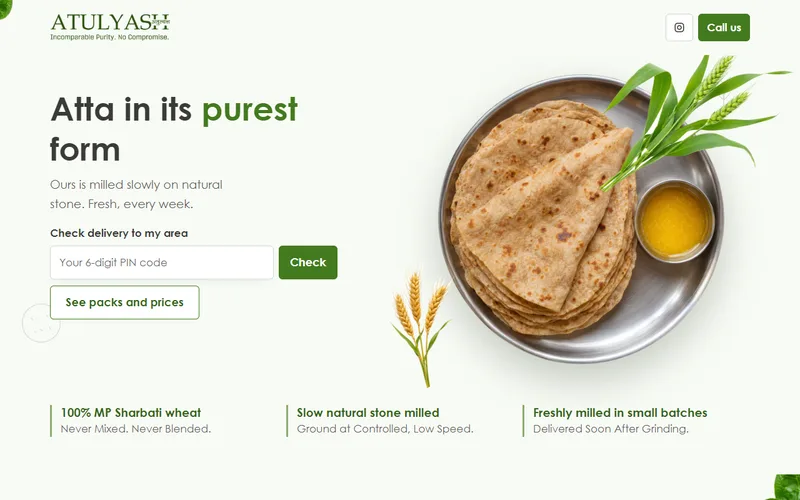 ATULYASH
Incomparable Purity. No Compromise.
Call us
Atta in its purest
form
Ours is milled slowly on natural
stone. Fresh, every week.
Check delivery to my area
Your 6-digit PIN code
Check
See packs and prices
100% MP Sharbati wheat
Never Mixed. Never Blended.
Slow natural stone milled
Ground at Controlled, Low Speed.
Freshly milled in small batches
Delivered Soon After Grinding.